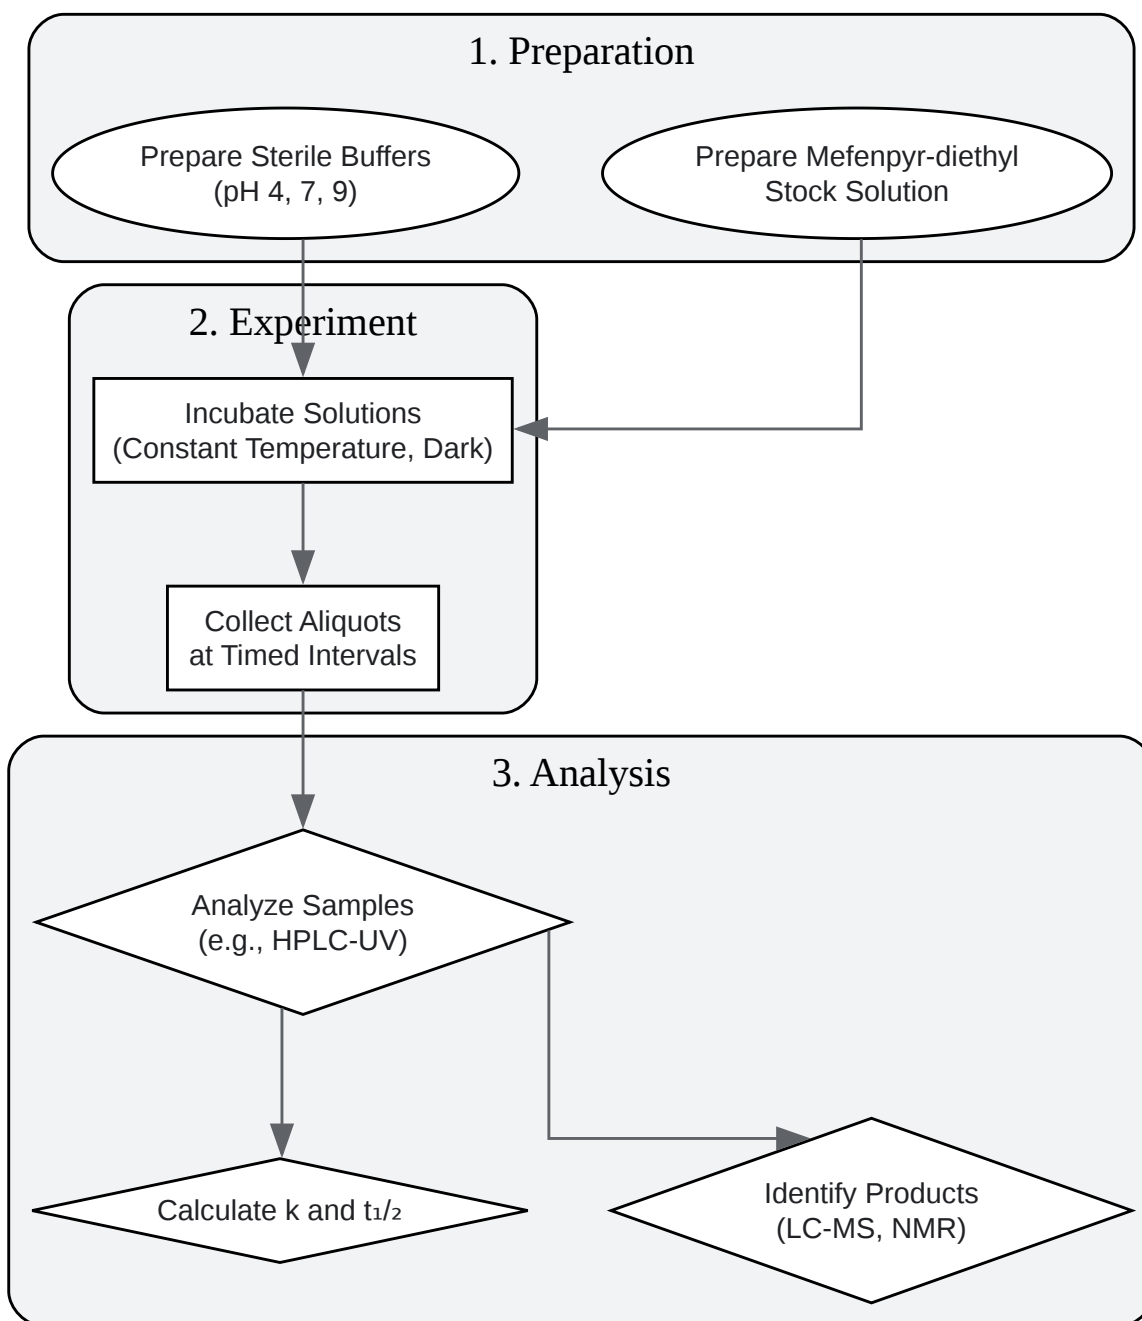 1. Preparation
Prepare Sterile Buffers
(pH 4, 7, 9)
Prepare Mefenpyr-diethyl
Stock Solution
2. Experiment
Incubate Solutions
(Constant Temperature, Dark)
Collect Aliquots
at Timed Intervals
3. Analysis
Analyze Samples
(e.g., HPLC-UV)
Calculate k and t₁/₂
Identify Products
(LC-MS, NMR)